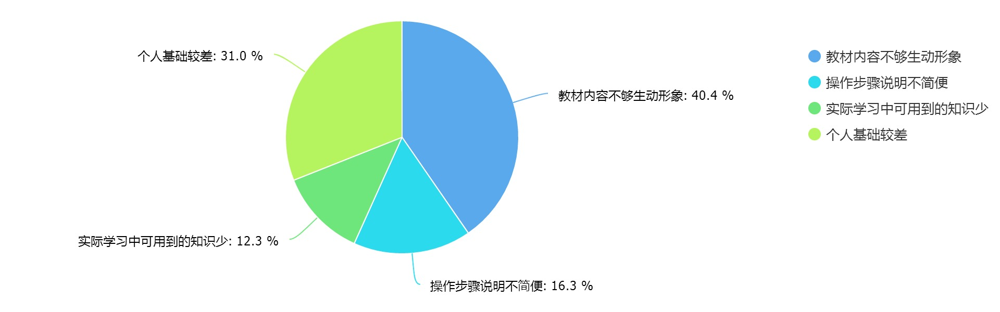 个人基础较差: 31.0 %
教材内容不够生动形象: 40.4 %
实际学习中可用到的知识少: 12.3 %
操作步骤说明不简便: 16.3 %
教材内容不够生动形象
操作步骤说明不简便
实际学习中可用到的知识少
个人基础较差